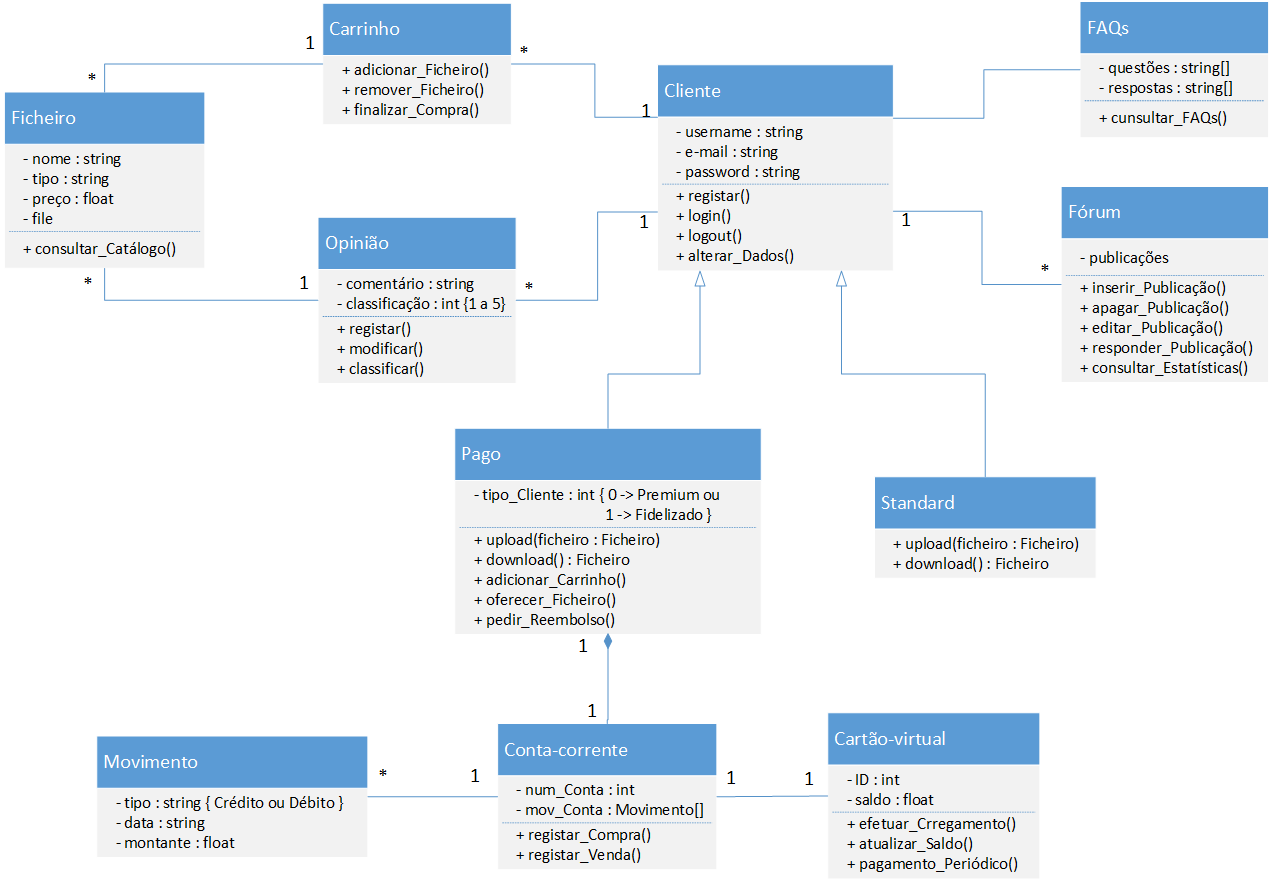 Carrinho
+ adicionar_Ficheiro()
+ remover_Ficheiro()
+ finalizar_Compra()
1
*
*
Ficheiro
- nome : string
- tipo : string
- preço : float
- file
+ consultar_Catálogo()
*
1
Opinião
- comentário : string
- classificação : int {1 a 5}
+ registar()
+ modificar()
+ classificar()
*
1
Cliente
- username : string
- e-mail : string
- password : string
+ registar()
+ login()
+ logout()
+ alterar_Dados()
1
1
*
FAQs
- questões : string[]
- respostas : string[]
+ cunsultar_FAQs()
Fórum
- publicações
+ inserir_Publicação()
+ apagar_Publicação()
+ editar_Publicação()
+ responder_Publicação()
+ consultar_Estatísticas()
Pago
- tipo_Cliente : int { 0 -> Premium ou
1 -> Fidelizado }
+ upload(ficheiro : Ficheiro)
+ download() : Ficheiro
+ adicionar_Carrinho()
+ oferecer_Ficheiro()
+ pedir_Reembolso()
1
1
Standard
+ upload(ficheiro : Ficheiro)
+ download() : Ficheiro
Movimento
- tipo : string { Crédito ou Débito }
- data : string
- montante : float
*
1
Conta-corrente
- num_Conta : int
- mov_Conta : Movimento[]
+ registar_Compra()
+ registar_Venda()
1
1
Cartão-virtual
- ID : int
- saldo : float
+ efetuar_Crregamento()
+ atualizar_Saldo()
+ pagamento_Periódico()